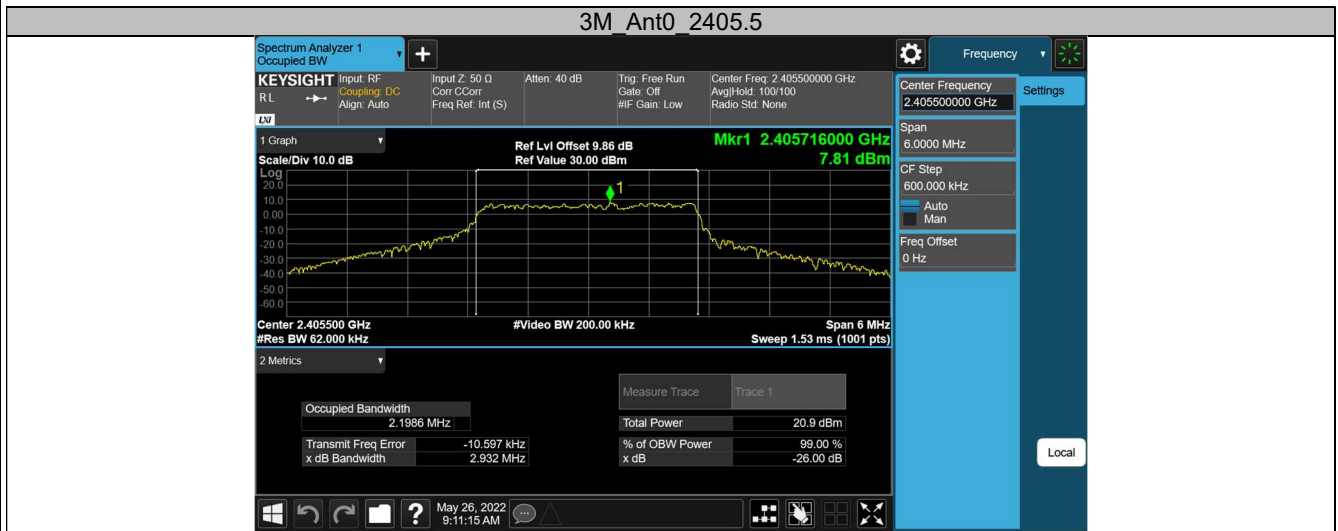 3M_Ant0_2405.5
Spectrum Analyzer 1
Occupied BW
Frequency
KEYSIGHT
R L
LXI
Input: RF
Coupling: DC
Align: Auto
Input Z: 50 Ω
Corr CCorr
Freq Ref: Int (S)
Atten: 40 dB
Trig: Free Run
Gate: Off
#IF Gain: Low
Center Freq: 2.405500000 GHz
Avg|Hold: 100/100
Radio Std: None
1 Graph
Scale/Div 10.0 dB
Log
Ref Lvl Offset 9.86 dB
Ref Value 30.00 dBm
Mkr1 2.405716000 GHz
7.81 dBm
20.0
10.0
0.00
-10.0
-20.0
-30.0
-40.0
-50.0
-60.0
1
Center 2.405500 GHz
#Res BW 62.000 kHz
#Video BW 200.00 kHz
Span 6 MHz
Sweep 1.53 ms (1001 pts)
2 Metrics
Measure Trace
Trace 1
Occupied Bandwidth
2.1986 MHz
Total Power
20.9 dBm
Transmit Freq Error
-10.597 kHz
% of OBW Power
99.00 %
x dB Bandwidth
2.932 MHz
x dB
-26.00 dB
Center Frequency
2.405500000 GHz
Settings
Span
6.0000 MHz
CF Step
600.000 kHz
Auto
Man
Freq Offset
0 Hz
Local
?
May 26, 2022
9:11:15 AM